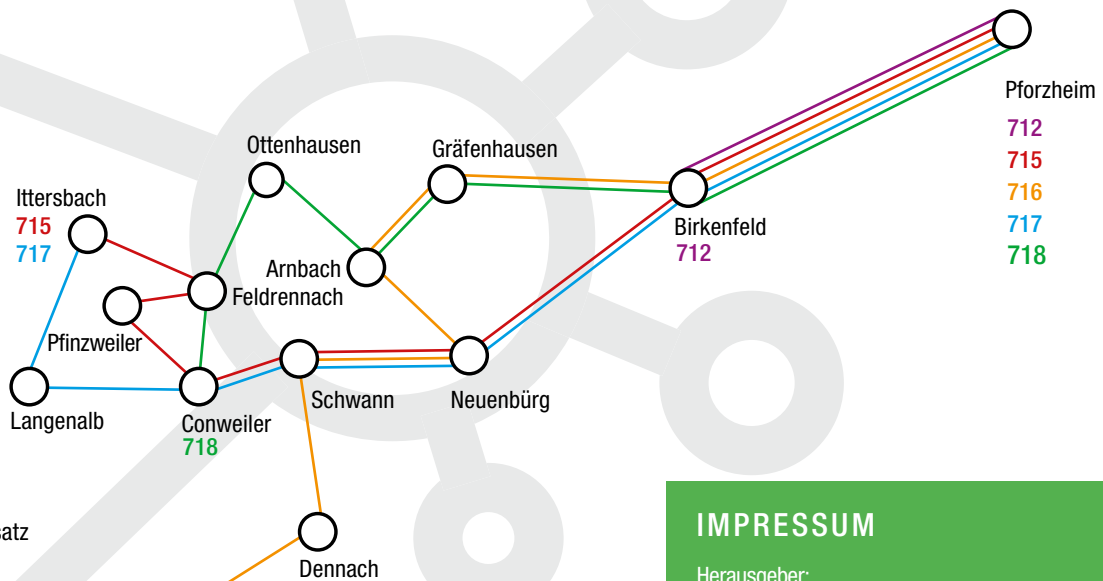 Pforzheim
712
715
716
717
718
Ottenhausen
Gräfenhausen
Ittersbach
715
717
Birkenfeld
712
Arnbach
Feldrennach
Pfinzweiler
Schwann
Neuenbürg
Langenalb
Conweiler
718
Dennach
IMPRESSUM